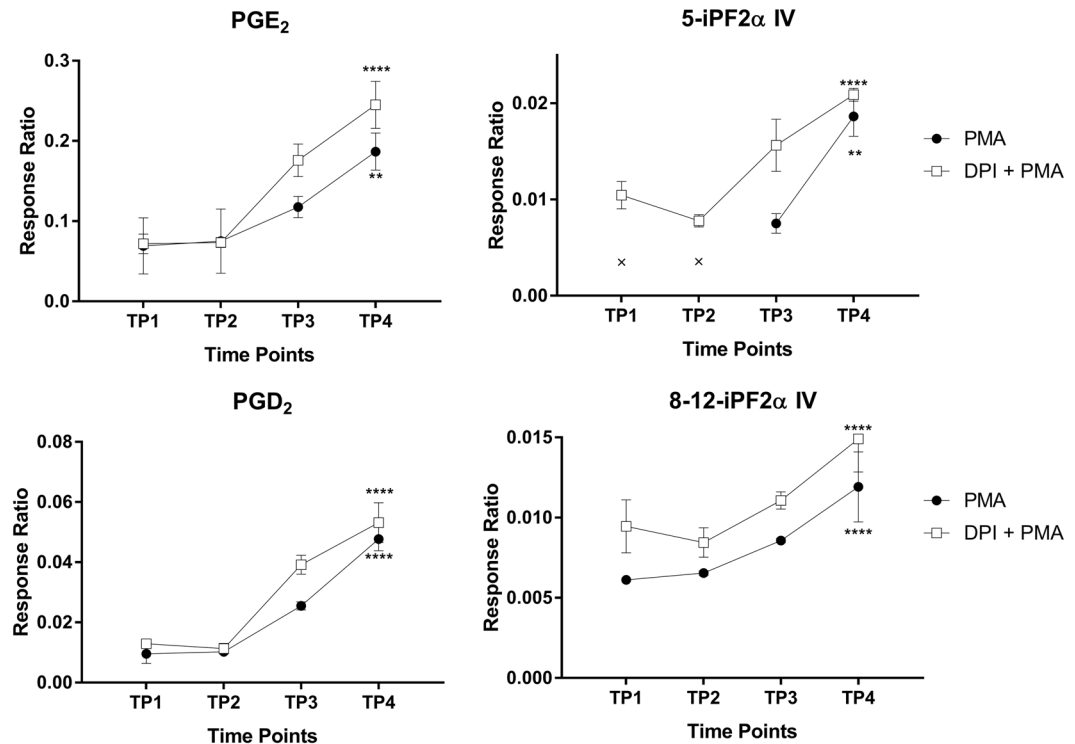 PGE₂
Response Ratio
0.3
0.2
0.1
0.0
****
**
TP1 TP2 TP3 TP4
Time Points
5-iPF2α IV
Response Ratio
0.02
0.01
0.00
****
**
×
×
TP1 TP2 TP3 TP4
Time Points
PMA
DPI + PMA
PGD₂
Response Ratio
0.08
0.06
0.04
0.02
0.00
****
****
TP1 TP2 TP3 TP4
Time Points
8-12-iPF2α IV
Response Ratio
0.015
0.010
0.005
0.000
****
****
TP1 TP2 TP3 TP4
Time Points
PMA
DPI + PMA